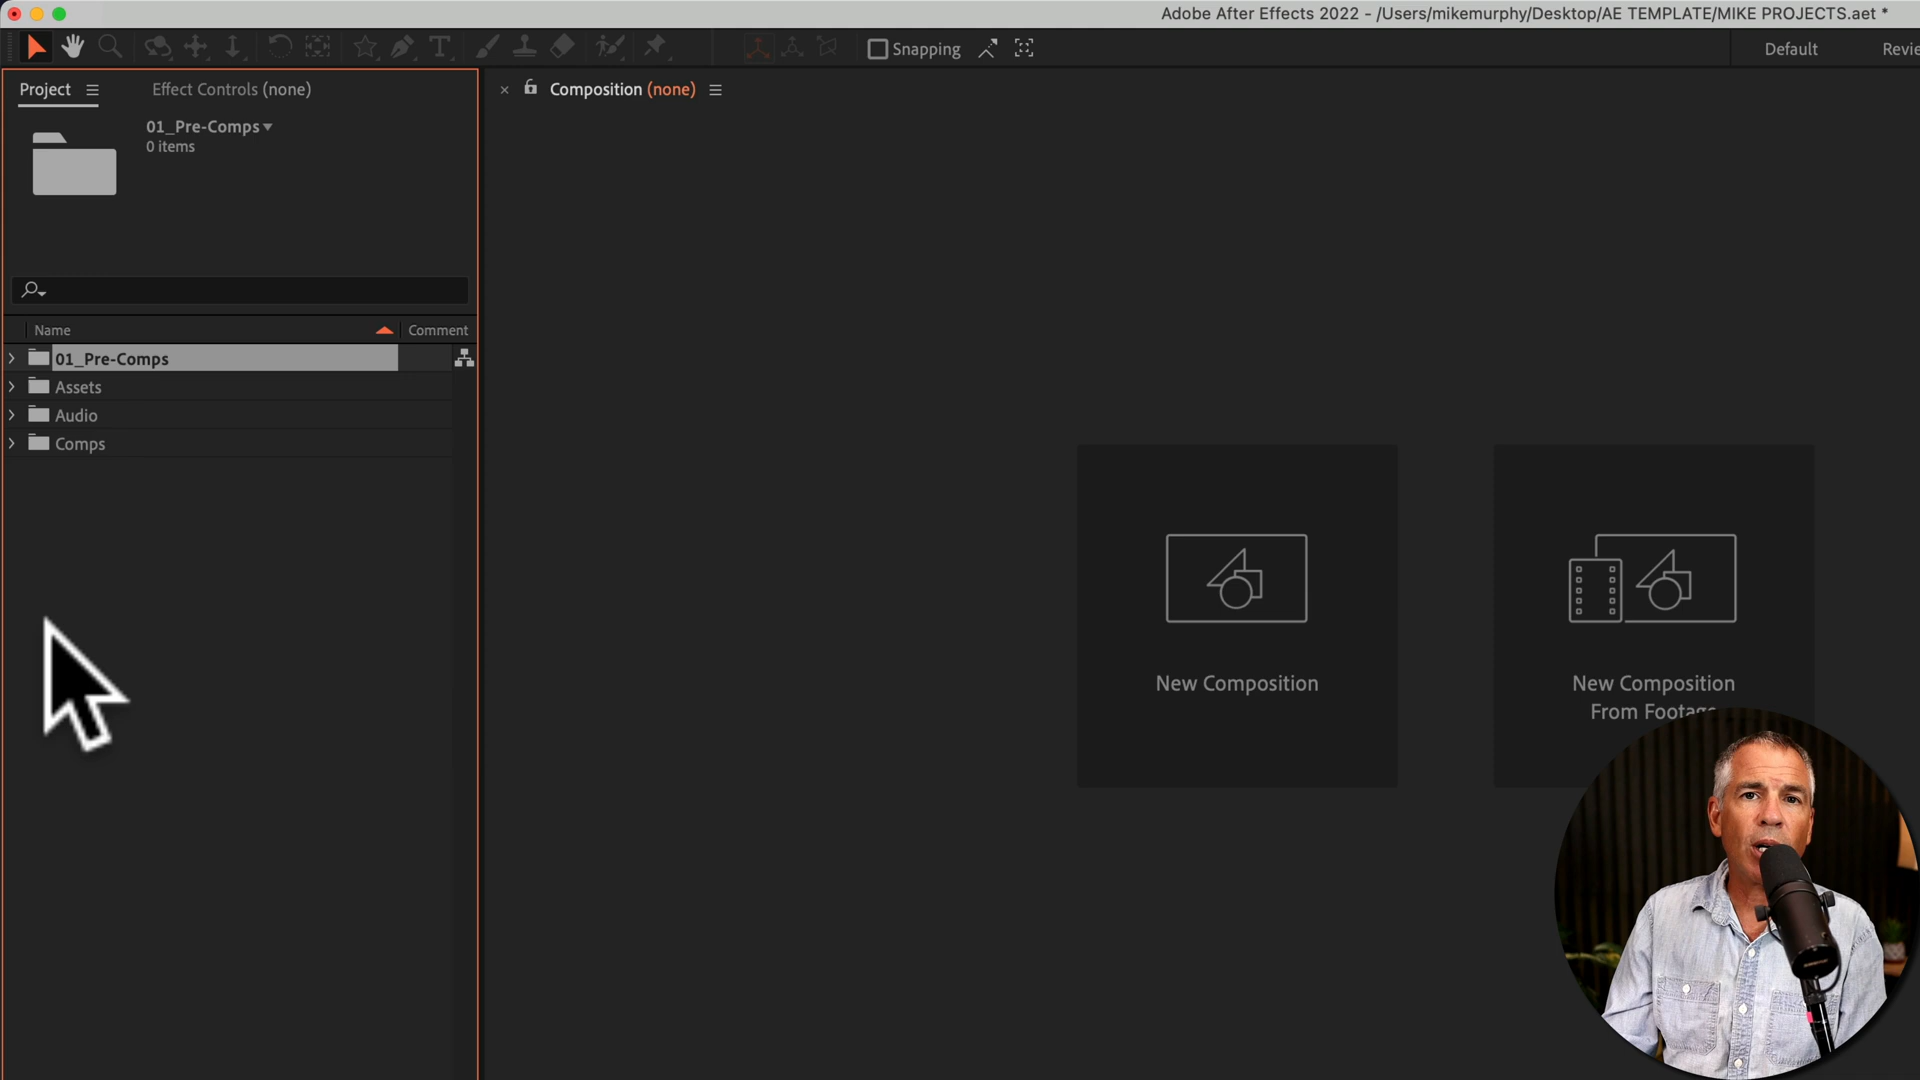 Adobe After Effects 2022 - /Users/mikemurphy/Desktop/AE TEMPLATE/MIKE PROJECTS.aet *
Snapping
Default
Project
Effect Controls (none)
Composition (none)
01_Pre-Comps
0 items
Name
Comment
01_Pre-Comps
Assets
Audio
Comps
New Composition
New Composition
From